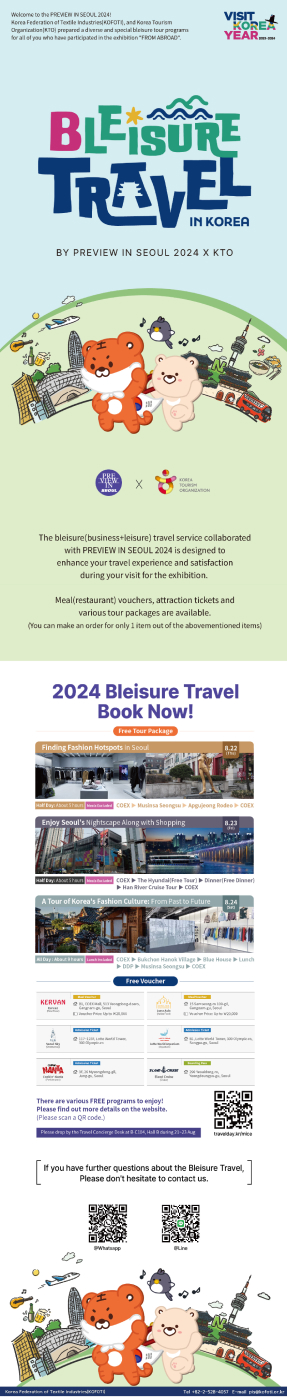 Welcome to the PREVIEW IN SEOUL 2024!
Korea Federation of Textile Industries(KOFOTI), and Korea Tourism
Organization(KTO) prepared a diverse and special bleisure tour programs
for all of you who have participated in the exhibition "FROM ABROAD".
VISIT
KOREA
YEAR 2023-2024
BLEISURE
TRAVEL
IN KOREA
BY PREVIEW IN SEOUL 2024 X KTO
PRE
VIEW
IN
SEOUL
X
KOREA
TOURISM
ORGANIZATION
The bleisure(business+leisure) travel service collaborated
with PREVIEW IN SEOUL 2024 is designed to
enhance your travel experience and satisfaction
during your visit for the exhibition.
Meal(restaurant) vouchers, attraction tickets and
various tour packages are available.
(You can make an order for only 1 item out of the abovementioned items)
2024 Bleisure Travel
Book Now!
Free Tour Package
Finding Fashion Hotspots in Seoul
8.22
(Thu)
Half Day: About 5 hours
COEX ▶ Musinsa Seongsu ▶ Apgujeong Rodeo ▶ COEX
Enjoy Seoul's Nightscape Along with Shopping
8.23
(Fri)
Half Day: About 5 hours
COEX ▶ The Hyundai(Free Tour) ▶ Dinner(Free Dinner)
▶ Han River Cruise Tour ▶ COEX
A Tour of Korea's Fashion Culture: From Past to Future
8.24
(Sat)
All Day: About 8 hours
Lunch Included
COEX ▶ Bukchon Hanok Village ▶ Blue House ▶ Lunch
▶ DDP ▶ Musinsa Seongsu ▶ COEX
Free Voucher
KERVAN
NANTA
There are various FREE programs to enjoy!
Please find out more details on the website.
(Please scan a QR code.)
Please drop by the Travel Concierge Desk at B C104, Hall B during 21~23 Aug
travelday.kr/mice
If you have further questions about the Bleisure Travel,
Please don't hesitate to contact us.
@Whatsapp
@Line
Korea Federation of Textile Industries(KOFOTI)
Tel +82-2-528-4057 E-mail pis@kofoti.or.kr